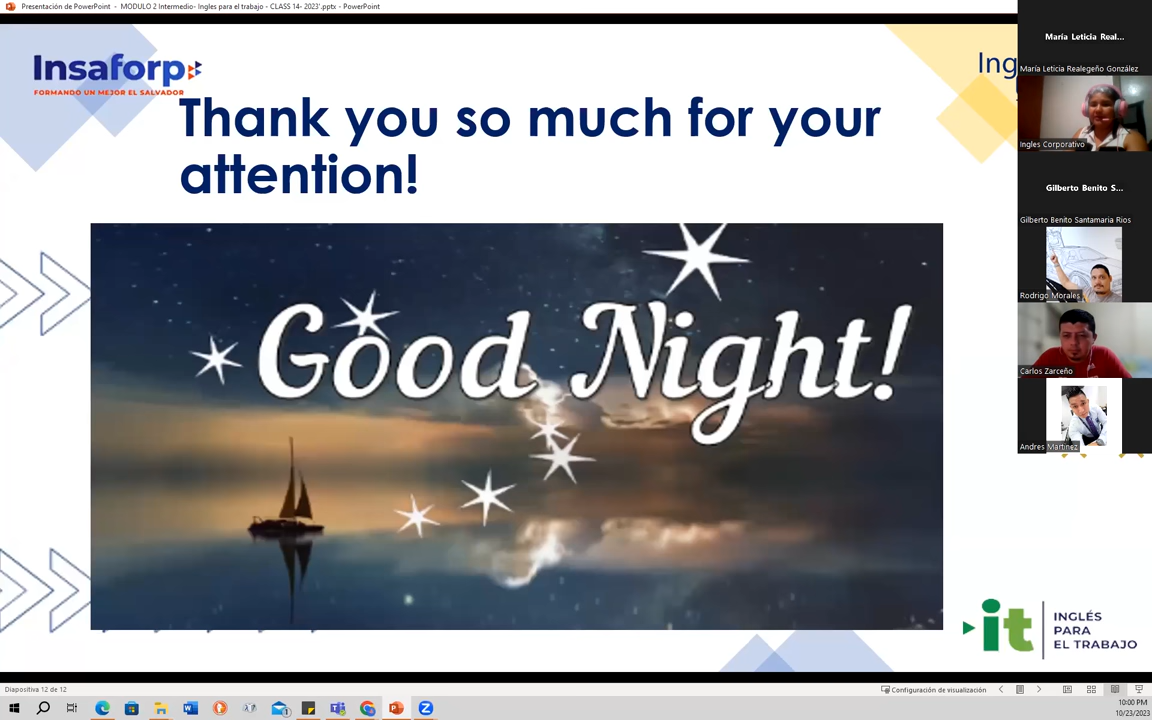 Presentación de PowerPoint - MODULO 2 Intermedio- Ingles para el trabajo - CLASS 14- 2023'.pptx - PowerPoint
Insaforp
FORMANDO UN MEJOR EL SALVADOR
Ing
Thank you so much for your
attention!
Good Night!
María Leticia Real...
María Leticia Realegeño González
Ingles Corporativo
Gilberto Benito S...
Gilberto Benito Santamaria Rios
Rodrigo Morales
Carlos Zarceño
Andres Martinez
it
INGLÉS
PARA
EL TRABAJO
Diapositiva 12 de 12
Configuración de visualización
10:00 PM
10/23/2023